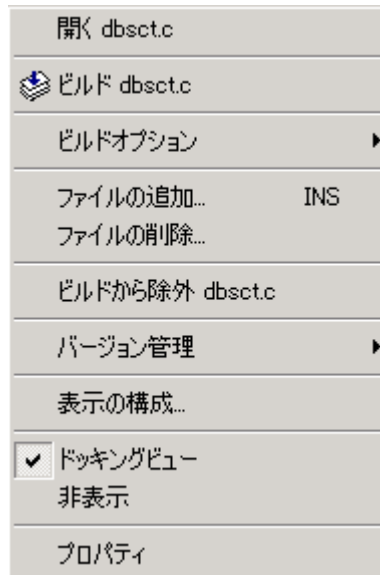 開く dbsct.c
ビルド dbsct.c
ビルドオプション
ファイルの追加... INS
ファイルの削除...
ビルドから除外 dbsct.c
バージョン管理
表示の構成...
ドッキングビュー
非表示
プロパティ